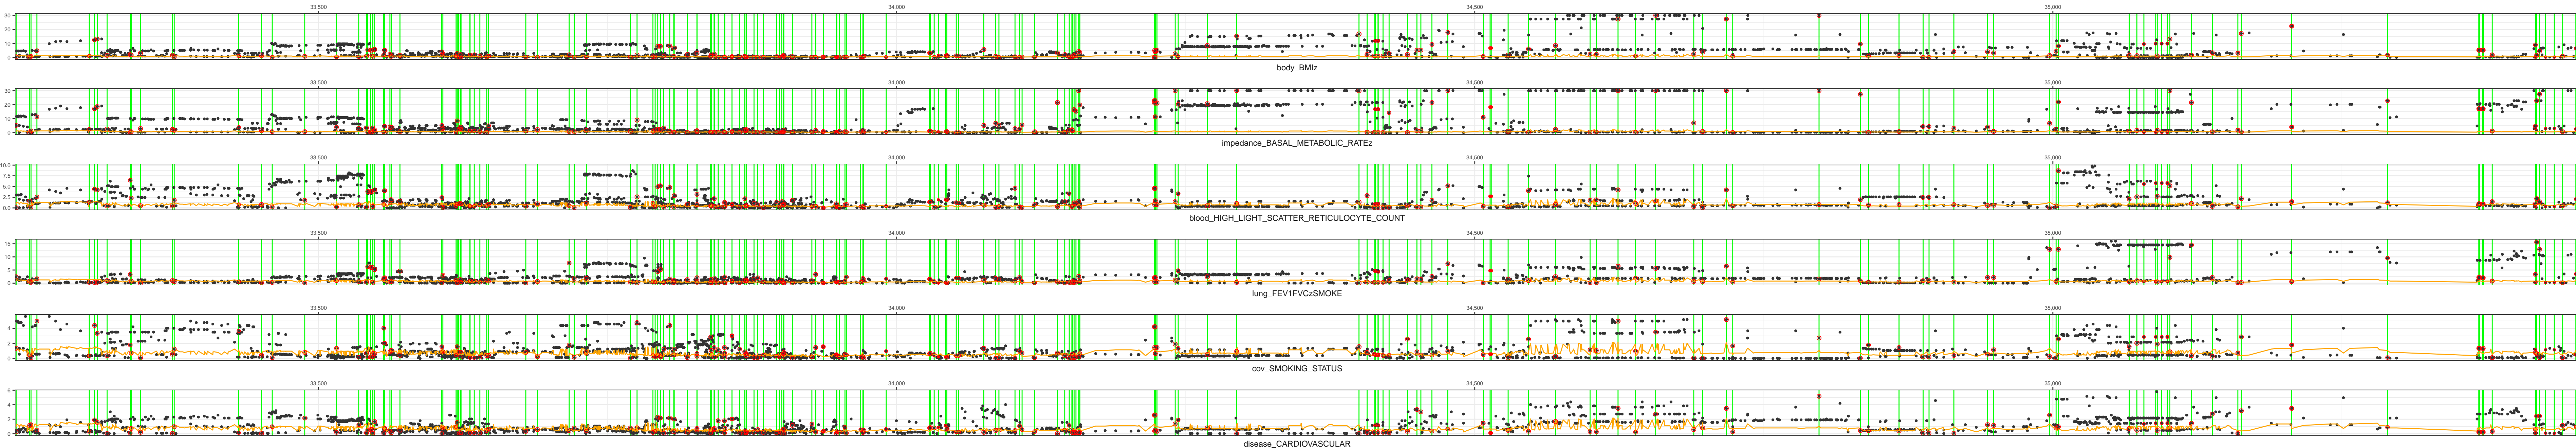 33,500 34,000 34,500 35,000
30
20
10
0
body_BMIz
33,500 34,000 34,500 35,000
30
20
10
0
impedance_BASAL_METABOLIC_RATEz
33,500 34,000 34,500 35,000
10.0
7.5
5.0
2.5
0.0
blood_HIGH_LIGHT_SCATTER_RETICULOCYTE_COUNT
33,500 34,000 34,500 35,000
15
10
5
0
lung_FEV1FVCzSMOKE
33,500 34,000 34,500 35,000
4
2
0
cov_SMOKING_STATUS
33,500 34,000 34,500 35,000
6
4
2
0
disease_CARDIOVASCULAR